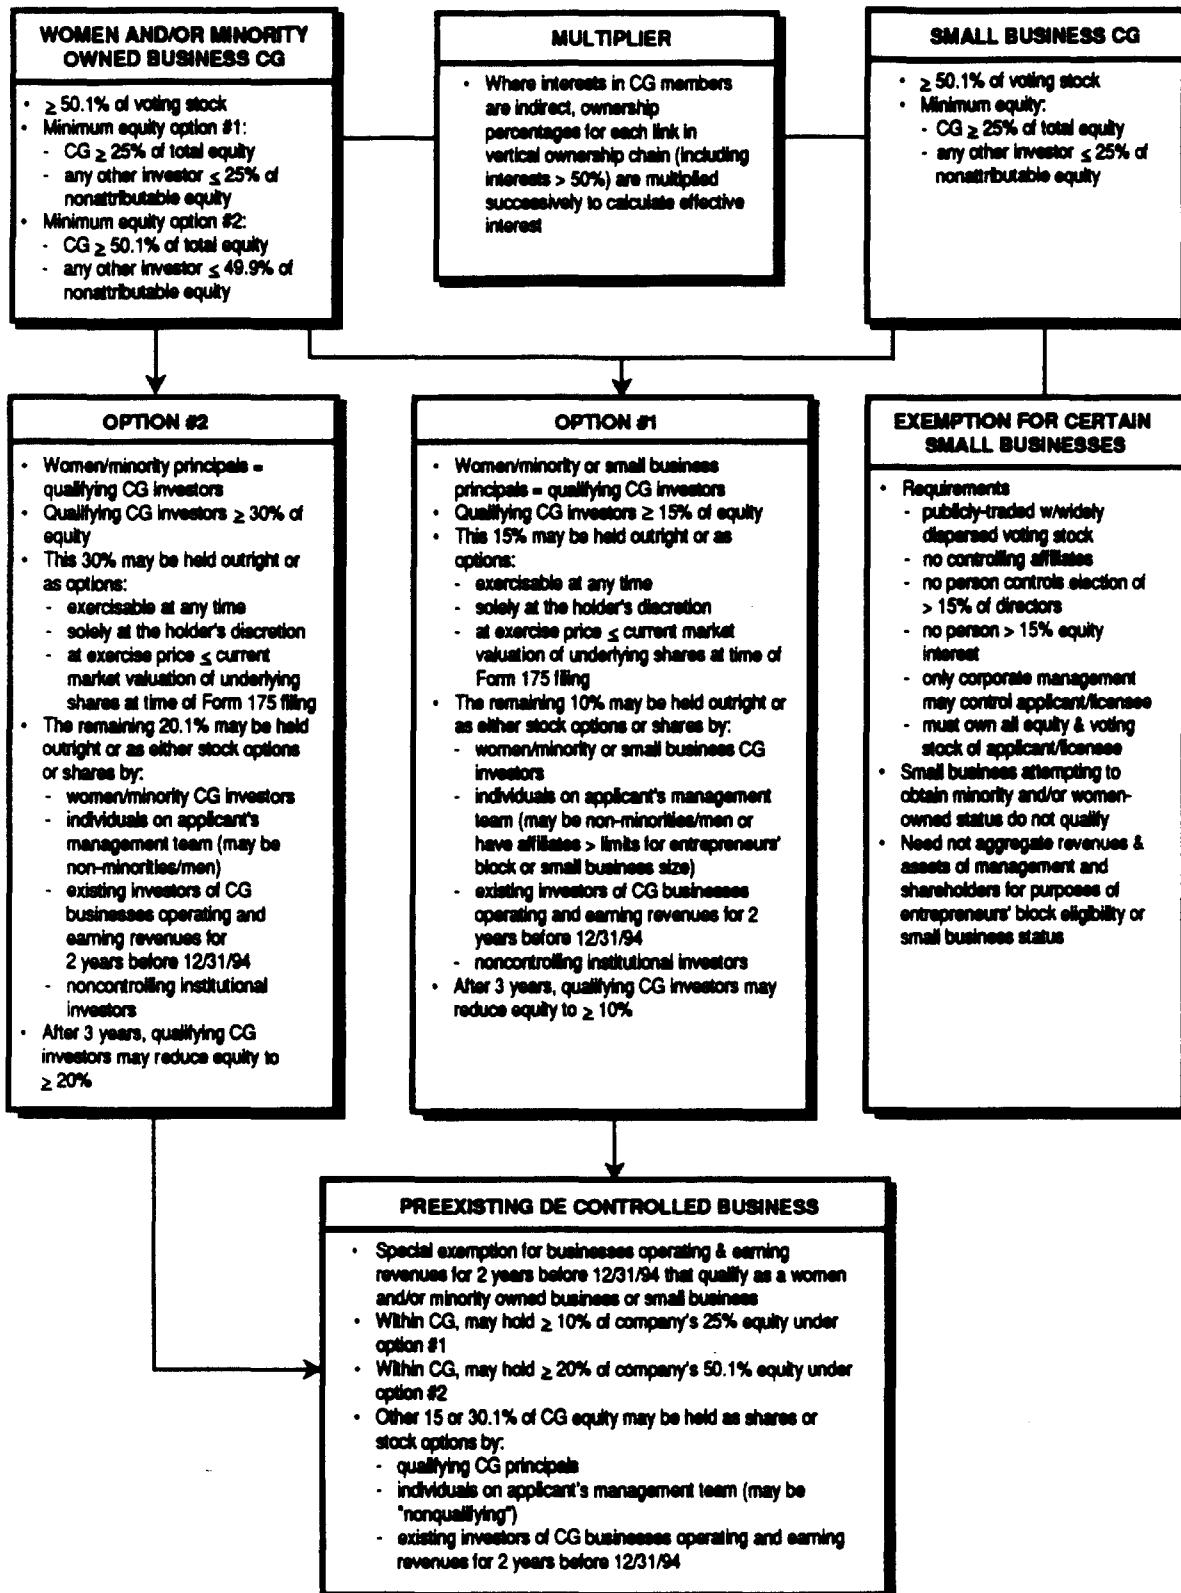 WOMEN AND/OR MINORITY
OWNED BUSINESS CG
• ≥ 50.1% of voting stock
• Minimum equity option #1:
- CG ≥ 25% of total equity
- any other investor ≤ 25% of
nonattributable equity
• Minimum equity option #2:
- CG ≥ 50.1% of total equity
- any other investor ≤ 49.9% of
nonattributable equity
MULTIPLIER
• Where interests in CG members
are indirect, ownership
percentages for each link in
vertical ownership chain (including
interests > 50%) are multiplied
successively to calculate effective
interest
SMALL BUSINESS CG
• ≥ 50.1% of voting stock
• Minimum equity:
- CG ≥ 25% of total equity
- any other investor ≤ 25% of
nonattributable equity
OPTION #2
• Women/minority principals =
qualifying CG investors
• Qualifying CG investors ≥ 30% of
equity
• This 30% may be held outright or
as options:
- exercisable at any time
- solely at the holder's discretion
- at exercise price ≤ current
market valuation of underlying
shares at time of Form 175 filing
• The remaining 20.1% may be held
outright or as either stock options
or shares by:
- women/minority CG investors
- individuals on applicant's
management team (may be
non-minorities/men)
- existing investors of CG
businesses operating and
earning revenues for
2 years before 12/31/94
- noncontrolling institutional
investors
• After 3 years, qualifying CG
investors may reduce equity to
≥ 20%
OPTION #1
• Women/minority or small business
principals = qualifying CG investors
• Qualifying CG investors ≥ 15% of equity
• This 15% may be held outright or as
options:
- exercisable at any time
- solely at the holder's discretion
- at exercise price ≤ current market
valuation of underlying shares at time of
Form 175 filing
• The remaining 10% may be held outright or
as either stock options or shares by:
- women/minority or small business CG
investors
- individuals on applicant's management
team (may be non-minorities/men or
have affiliates > limits for entrepreneurs'
block or small business size)
- existing investors of CG businesses
operating and earning revenues for 2
years before 12/31/94
- noncontrolling institutional investors
• After 3 years, qualifying CG investors may
reduce equity to ≥ 10%
EXEMPTION FOR CERTAIN
SMALL BUSINESSES
• Requirements
- publicly-traded w/widely
dispersed voting stock
- no controlling affiliates
- no person controls election of
> 15% of directors
- no person > 15% equity
interest
- only corporate management
may control applicant/licensee
- must own all equity & voting
stock of applicant/licensee
• Small business attempting to
obtain minority and/or women-
owned status do not qualify
• Need not aggregate revenues &
assets of management and
shareholders for purposes of
entrepreneurs' block eligibility or
small business status
PREEXISTING DE CONTROLLED BUSINESS
• Special exemption for businesses operating & earning
revenues for 2 years before 12/31/94 that qualify as a women
and/or minority owned business or small business
• Within CG, may hold ≥ 10% of company's 25% equity under
option #1
• Within CG, may hold ≥ 20% of company's 50.1% equity under
option #2
• Other 15 or 30.1% of CG equity may be held as shares or
stock options by:
- qualifying CG principals
- individuals on applicant's management team (may be
"nonqualifying")
- existing investors of CG businesses operating and earning
revenues for 2 years before 12/31/94